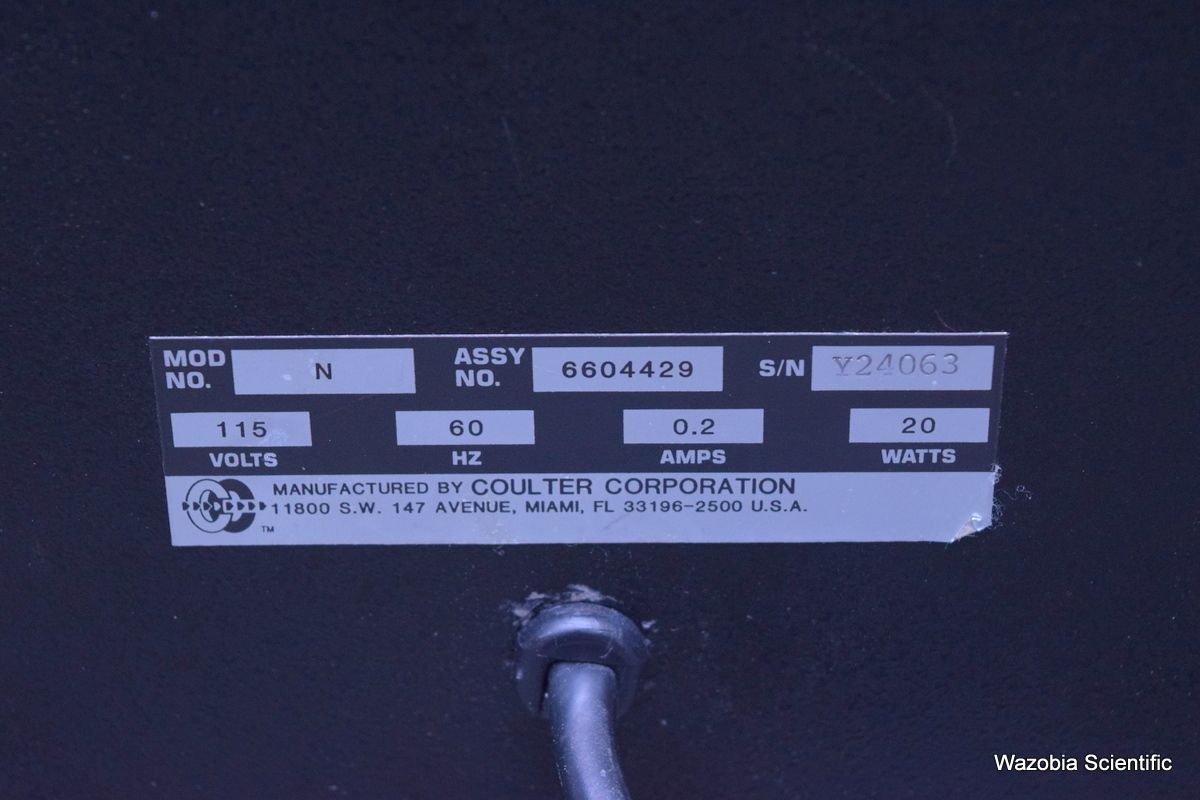 MOD NO. N ASSY NO. 6604429 S/N Y24063
115 VOLTS 60 HZ 0.2 AMPS 20 WATTS
MANUFACTURED BY COULTER CORPORATION
TM 11800 S.W. 147 AVENUE, MIAMI, FL 33196-2500 U.S.A.
Wazobia Scientific